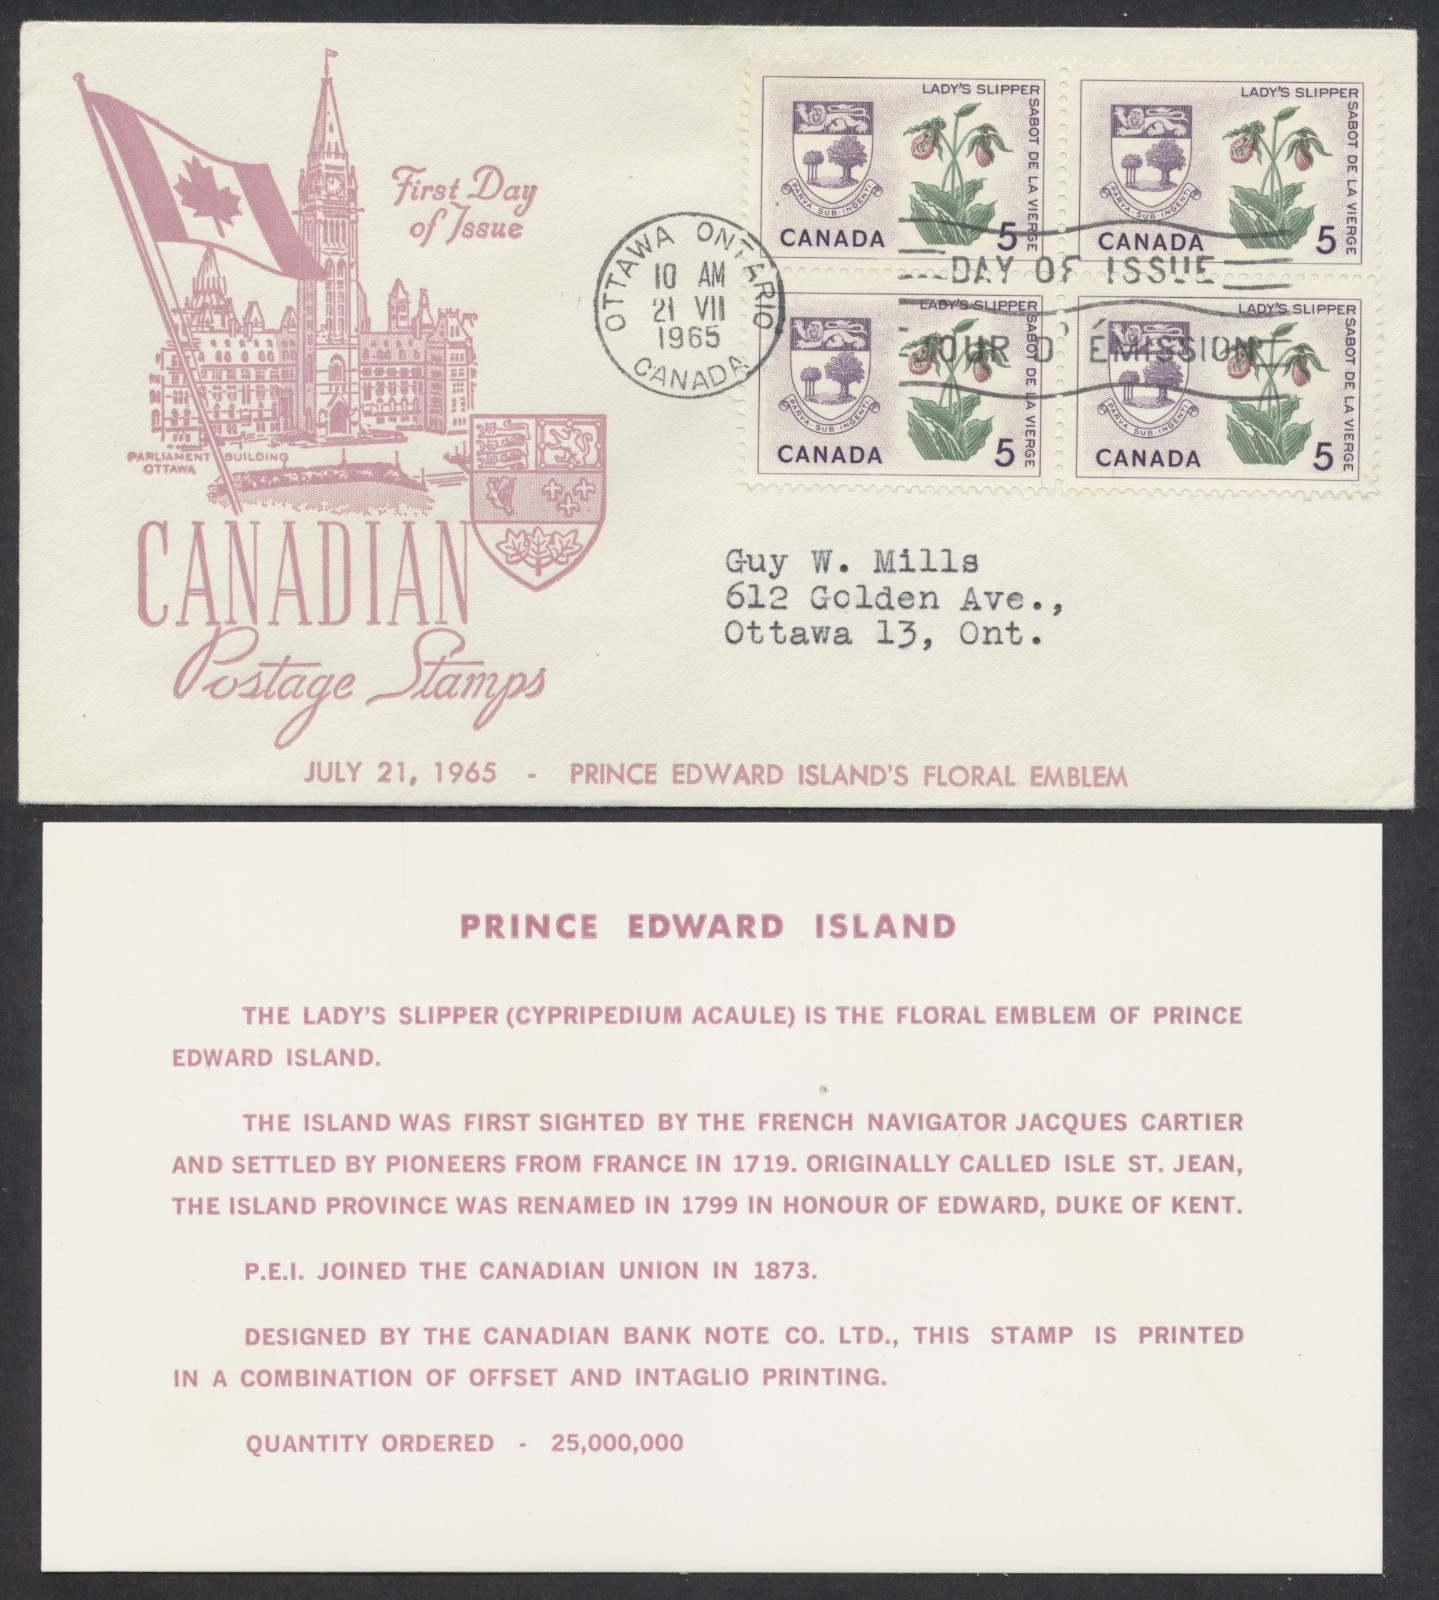 First Day
of Issue
PARLIAMENT BUILDING
OTTAWA
CANADIAN
Postage Stamps
OTTAWA ONTARIO
10 AM
21 VII
1965
CANADA
LADY'S SLIPPER
SABOT DE LA VIERGE
PARVA SUB INGENTI
CANADA 5
LADY'S SLIPPER
SABOT DE LA VIERGE
PARVA SUB INGENTI
CANADA 5
DAY OF ISSUE
LADY'S SLIPPER
SABOT DE LA VIERGE
PARVA SUB INGENTI
CANADA 5
LADY'S SLIPPER
SABOT DE LA VIERGE
PARVA SUB INGENTI
CANADA 5
JOUR D'ÉMISSION
Guy W. Mills
612 Golden Ave.,
Ottawa 13, Ont.
JULY 21, 1965 - PRINCE EDWARD ISLAND'S FLORAL EMBLEM
PRINCE EDWARD ISLAND
THE LADY'S SLIPPER (CYPRIPEDIUM ACAULE) IS THE FLORAL EMBLEM OF PRINCE
EDWARD ISLAND.
THE ISLAND WAS FIRST SIGHTED BY THE FRENCH NAVIGATOR JACQUES CARTIER
AND SETTLED BY PIONEERS FROM FRANCE IN 1719. ORIGINALLY CALLED ISLE ST. JEAN,
THE ISLAND PROVINCE WAS RENAMED IN 1799 IN HONOUR OF EDWARD, DUKE OF KENT.
P.E.I. JOINED THE CANADIAN UNION IN 1873.
DESIGNED BY THE CANADIAN BANK NOTE CO. LTD., THIS STAMP IS PRINTED
IN A COMBINATION OF OFFSET AND INTAGLIO PRINTING.
QUANTITY ORDERED - 25,000,000